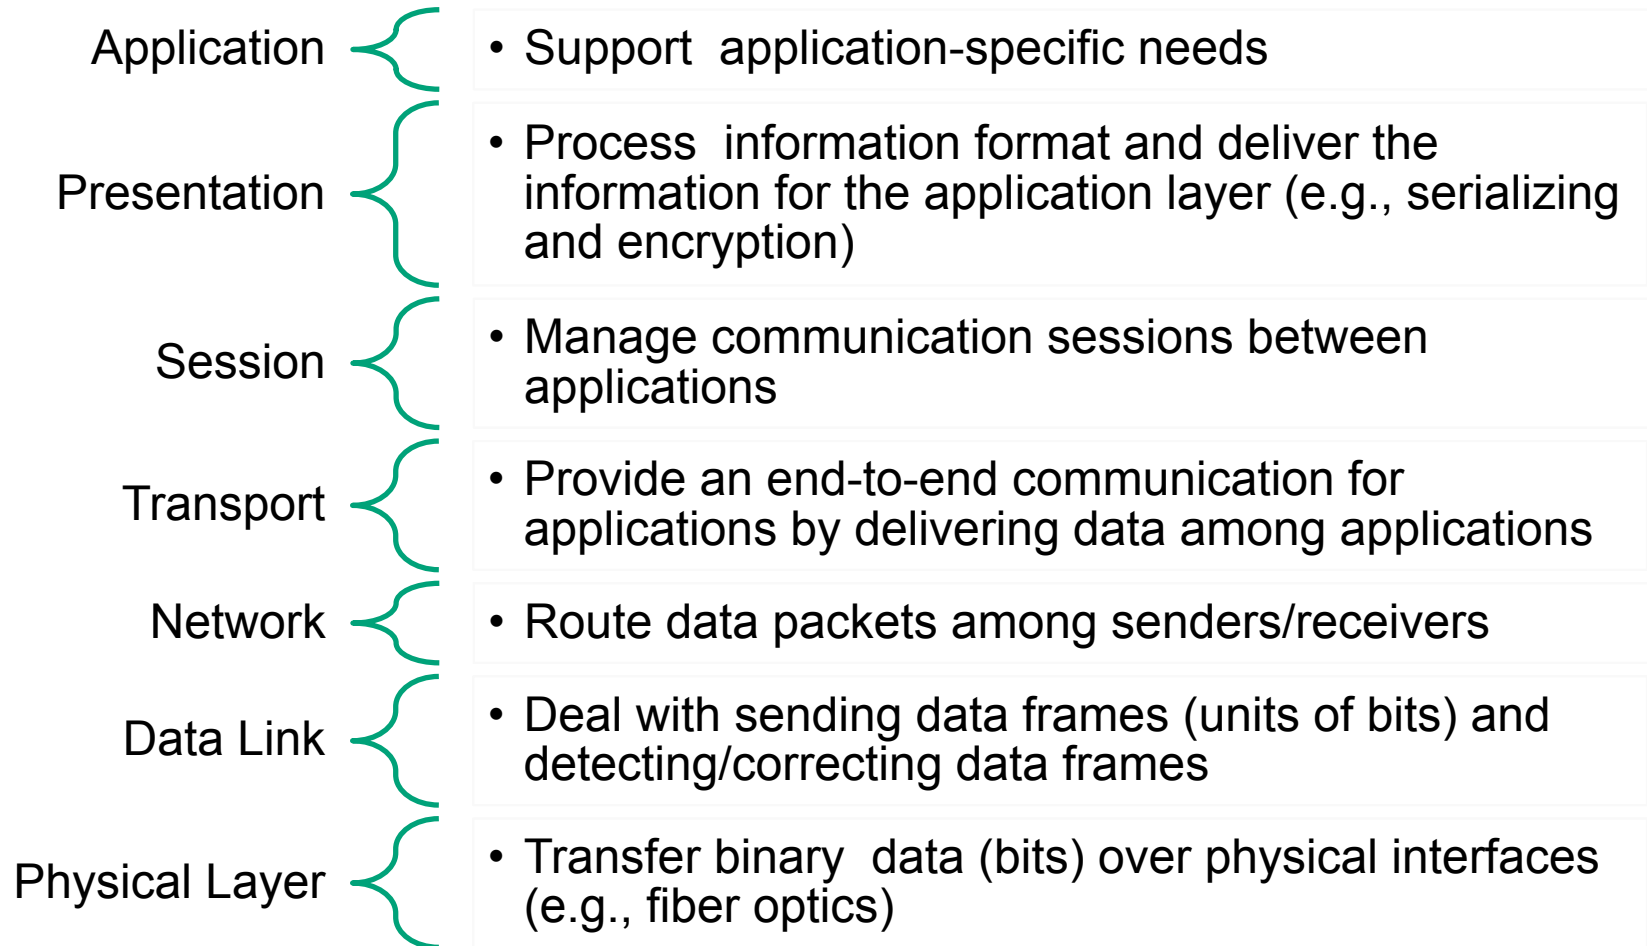 Application
• Support  application-specific needs
Presentation
• Process  information format and deliver the
information for the application layer (e.g., serializing
and encryption)
Session
• Manage communication sessions between
applications
Transport
• Provide an end-to-end communication for
applications by delivering data among applications
Network
• Route data packets among senders/receivers
Data Link
• Deal with sending data frames (units of bits) and
detecting/correcting data frames
Physical Layer
• Transfer binary  data (bits) over physical interfaces
(e.g., fiber optics)